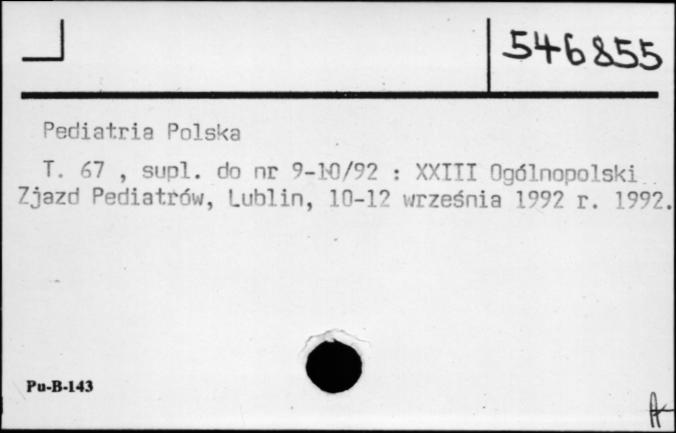 546855
Pediatria Polska
T. 67 , supl. do nr 9-10/92 : XXIII Ogólnopolski
Zjazd Pediatrów, Lublin, 10-12 września 1992 r. 1992.
Pu-B-143
A